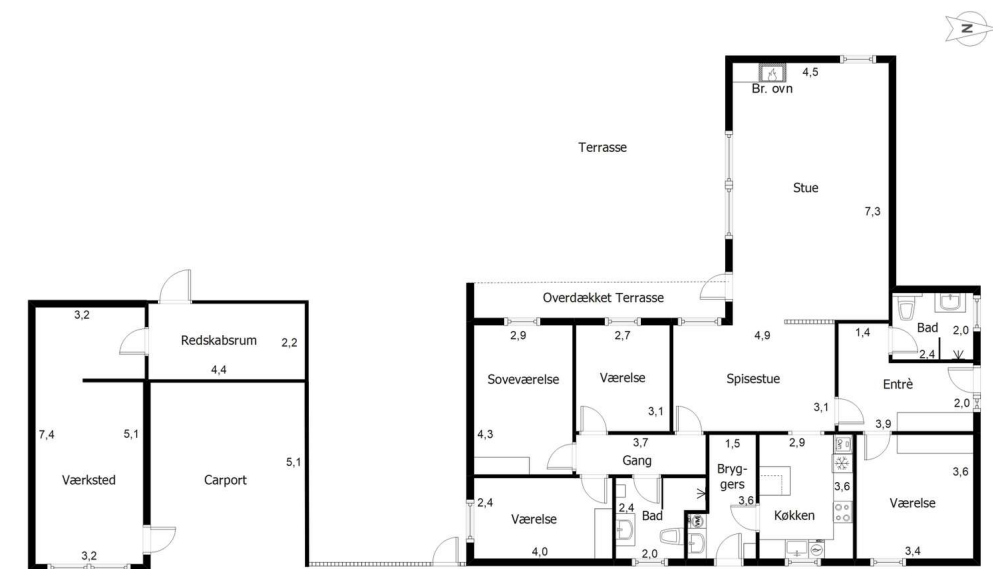 N
4,5
Br. ovn
Terrasse
Stue
7,3
Overdækket Terrasse
3,2
Redskabsrum
2,2
4,4
7,4
5,1
Værksted
Carport
5,1
3,2
2,9
Soveværelse
4,3
2,7
Værelse
3,1
4,9
Spisestue
3,1
1,4
Bad
2,0
2,4
Entrè
2,0
3,9
3,7
Gang
1,5
Bryg-
gers
3,6
2,9
3,6
Køkken
3,6
Værelse
3,4
2,4
Værelse
4,0
2,4
Bad
2,0